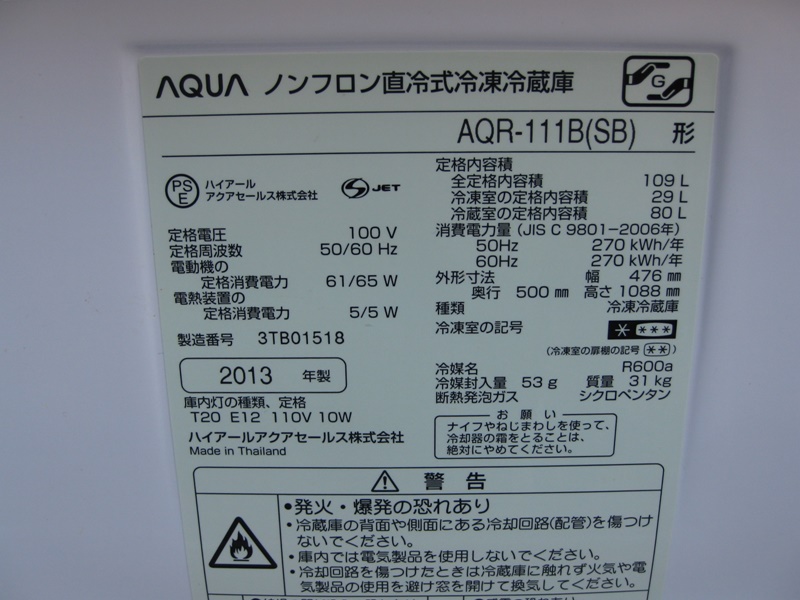 AQUA ノンフロン直冷式冷凍冷蔵庫
G
AQR-111B(SB) 形
PS
E
ハイアール
アクアセールス株式会社
JET
定格電圧 100 V
定格周波数 50/60 Hz
電動機の
定格消費電力 61/65 W
電熱装置の
定格消費電力 5/5 W
製造番号 3TB01518
2013 年製
庫内灯の種類、定格
T20 E12 110V 10W
ハイアールアクアセールス株式会社
Made in Thailand
定格内容積
全定格内容積 109 L
冷凍室の定格内容積 29 L
冷蔵室の定格内容積 80 L
消費電力量 (JIS C 9801-2006年)
50Hz 270 kWh/年
60Hz 270 kWh/年
外形寸法 幅 476 mm
奥行 500 mm 高さ 1088 mm
種類 冷凍冷蔵庫
冷凍室の記号 * ***
(冷凍室の扉棚の記号 **)
冷媒名 R600a
冷媒封入量 53 g 質量 31 kg
断熱発泡ガス シクロペンタン
お願い
ナイフやねじまわしを使って、
冷却器の霜をとることは、
絶対にやめてください。
警告
•発火・爆発の恐れあり
•冷蔵庫の背面や側面にある冷却回路(配管)を傷つけ
ないでください。
•庫内では電気製品を使用しないでください。
•冷却回路を傷つけたときは冷蔵庫に触れず火気や電
気製品の使用を避け窓を開けて換気してください。